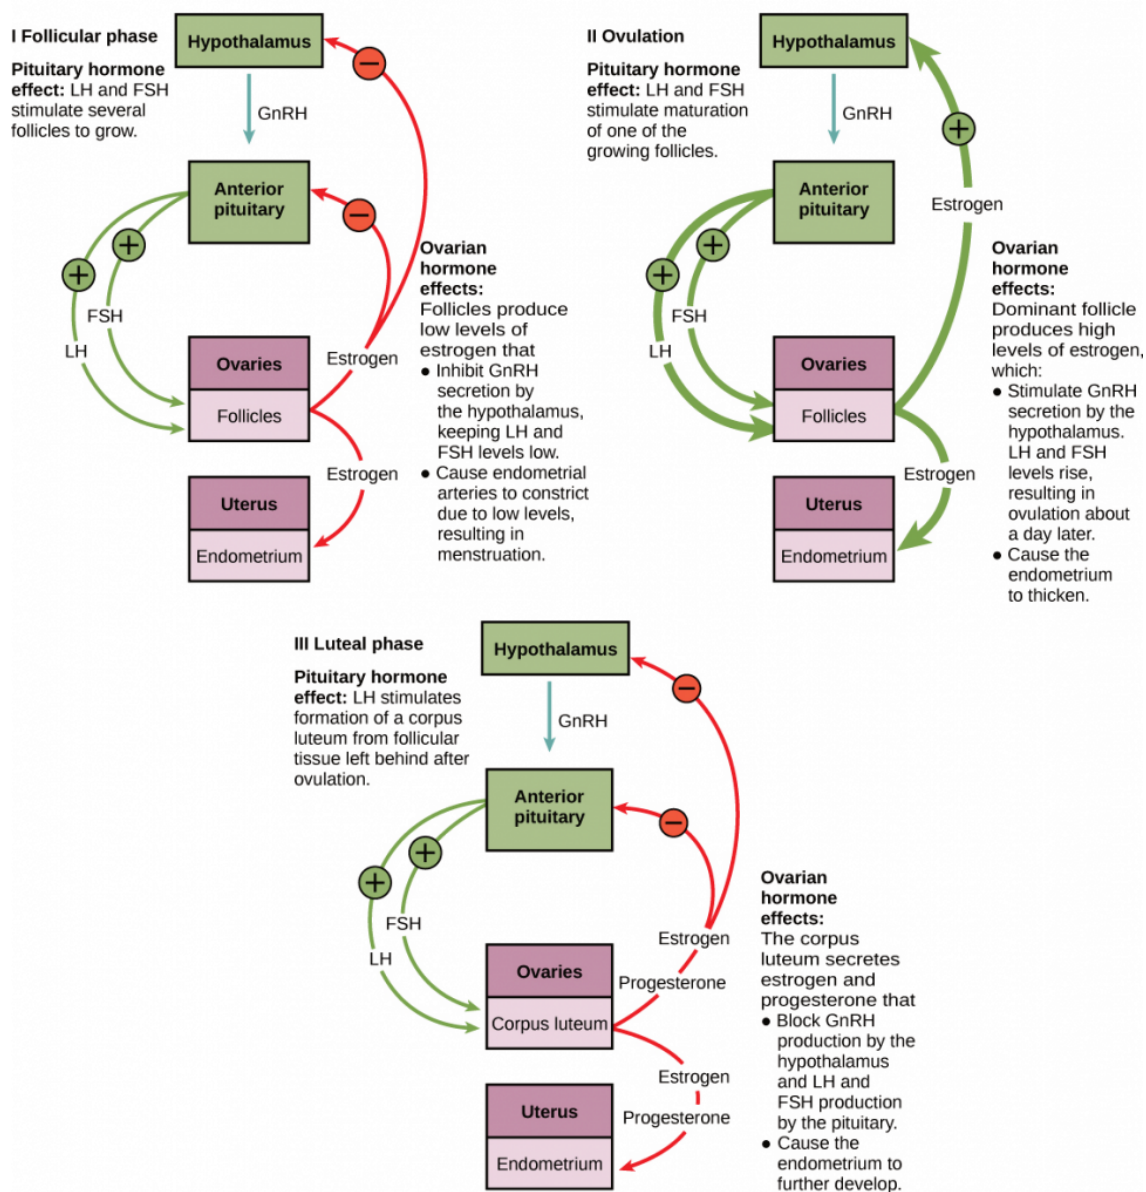 I Follicular phase
Pituitary hormone
effect: LH and FSH
stimulate several
follicles to grow.
Hypothalamus
−
GnRH
Anterior
pituitary
−
+
+
FSH
LH
Estrogen
Ovaries
Follicles
Estrogen
Uterus
Endometrium
Ovarian
hormone
effects:
Follicles produce
low levels of
estrogen that
● Inhibit GnRH
secretion by
the hypothalamus,
keeping LH and
FSH levels low.
● Cause endometrial
arteries to constrict
due to low levels,
resulting in
menstruation.
II Ovulation
Pituitary hormone
effect: LH and FSH
stimulate maturation
of one of the
growing follicles.
Hypothalamus
+
GnRH
Anterior
pituitary
Estrogen
+
+
FSH
LH
Ovaries
Follicles
Estrogen
Uterus
Endometrium
Ovarian
hormone
effects:
Dominant follicle
produces high
levels of estrogen,
which:
● Stimulate GnRH
secretion by the
hypothalamus.
LH and FSH
levels rise,
resulting in
ovulation about
a day later.
● Cause the
endometrium
to thicken.
III Luteal phase
Pituitary hormone
effect: LH stimulates
formation of a corpus
luteum from follicular
tissue left behind after
ovulation.
Hypothalamus
−
GnRH
Anterior
pituitary
−
+
+
FSH
LH
Estrogen
Progesterone
Ovaries
Corpus luteum
Estrogen
Progesterone
Uterus
Endometrium
Ovarian
hormone
effects:
The corpus
luteum secretes
estrogen and
progesterone that
● Block GnRH
production by the
hypothalamus
and LH and
FSH production
by the pituitary.
● Cause the
endometrium to
further develop.